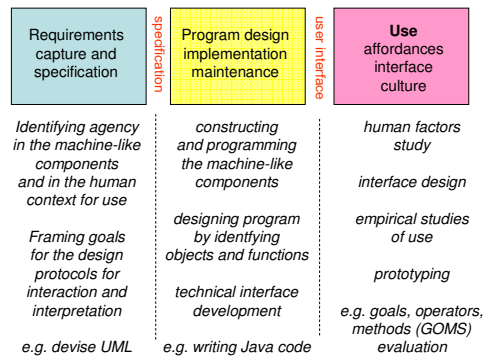 Requirements
capture and
specification
specification
Program design
implementation
maintenance
user interface
Use
affordances
interface
culture
Identifying agency
in the machine-like
components
and in the human
context for use
Framing goals
for the design
protocols for
interaction and
interpretation
e.g. devise UML
constructing
and programming
the machine-like
components
designing program
by identfying
objects and functions
technical interface
development
e.g. writing Java code
human factors
study
interface design
empirical studies
of use
prototyping
e.g. goals, operators,
methods (GOMS)
evaluation